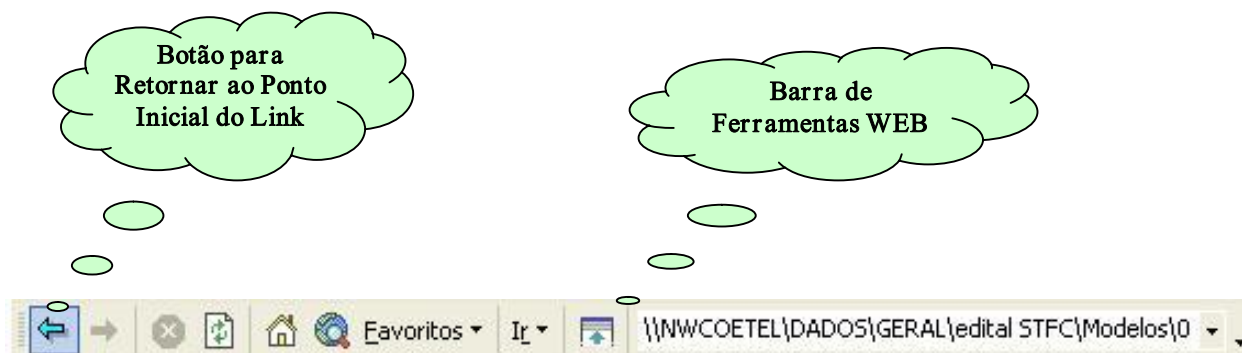 Botão para
Retornar ao Ponto
Inicial do Link
Barra de
Ferramentas WEB
Favoritos Ir \\NWCOETEL\DADOS\GERAL\edital STFC\Modelos\0